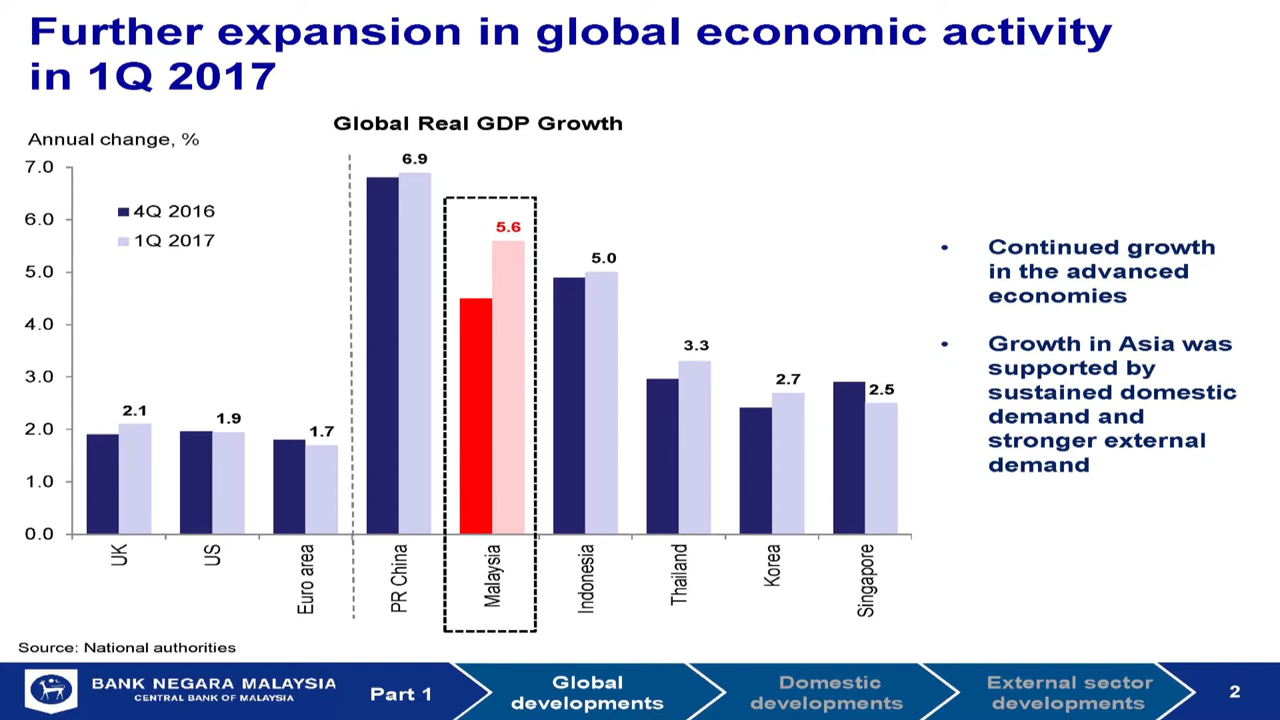 Further expansion in global economic activity
in 1Q 2017
Global Real GDP Growth
Annual change, %
7.0
6.0
5.0
4.0
3.0
2.0
1.0
0.0
4Q 2016
1Q 2017
2.1
1.9
1.7
6.9
5.6
5.0
3.3
2.7
2.5
UK
US
Euro area
PR China
Malaysia
Indonesia
Thailand
Korea
Singapore
• Continued growth
in the advanced
economies
• Growth in Asia was
supported by
sustained domestic
demand and
stronger external
demand
Source: National authorities
BANK NEGARA MALAYSIA
CENTRAL BANK OF MALAYSIA
Part 1
Global
developments
Domestic
developments
External sector
developments
2